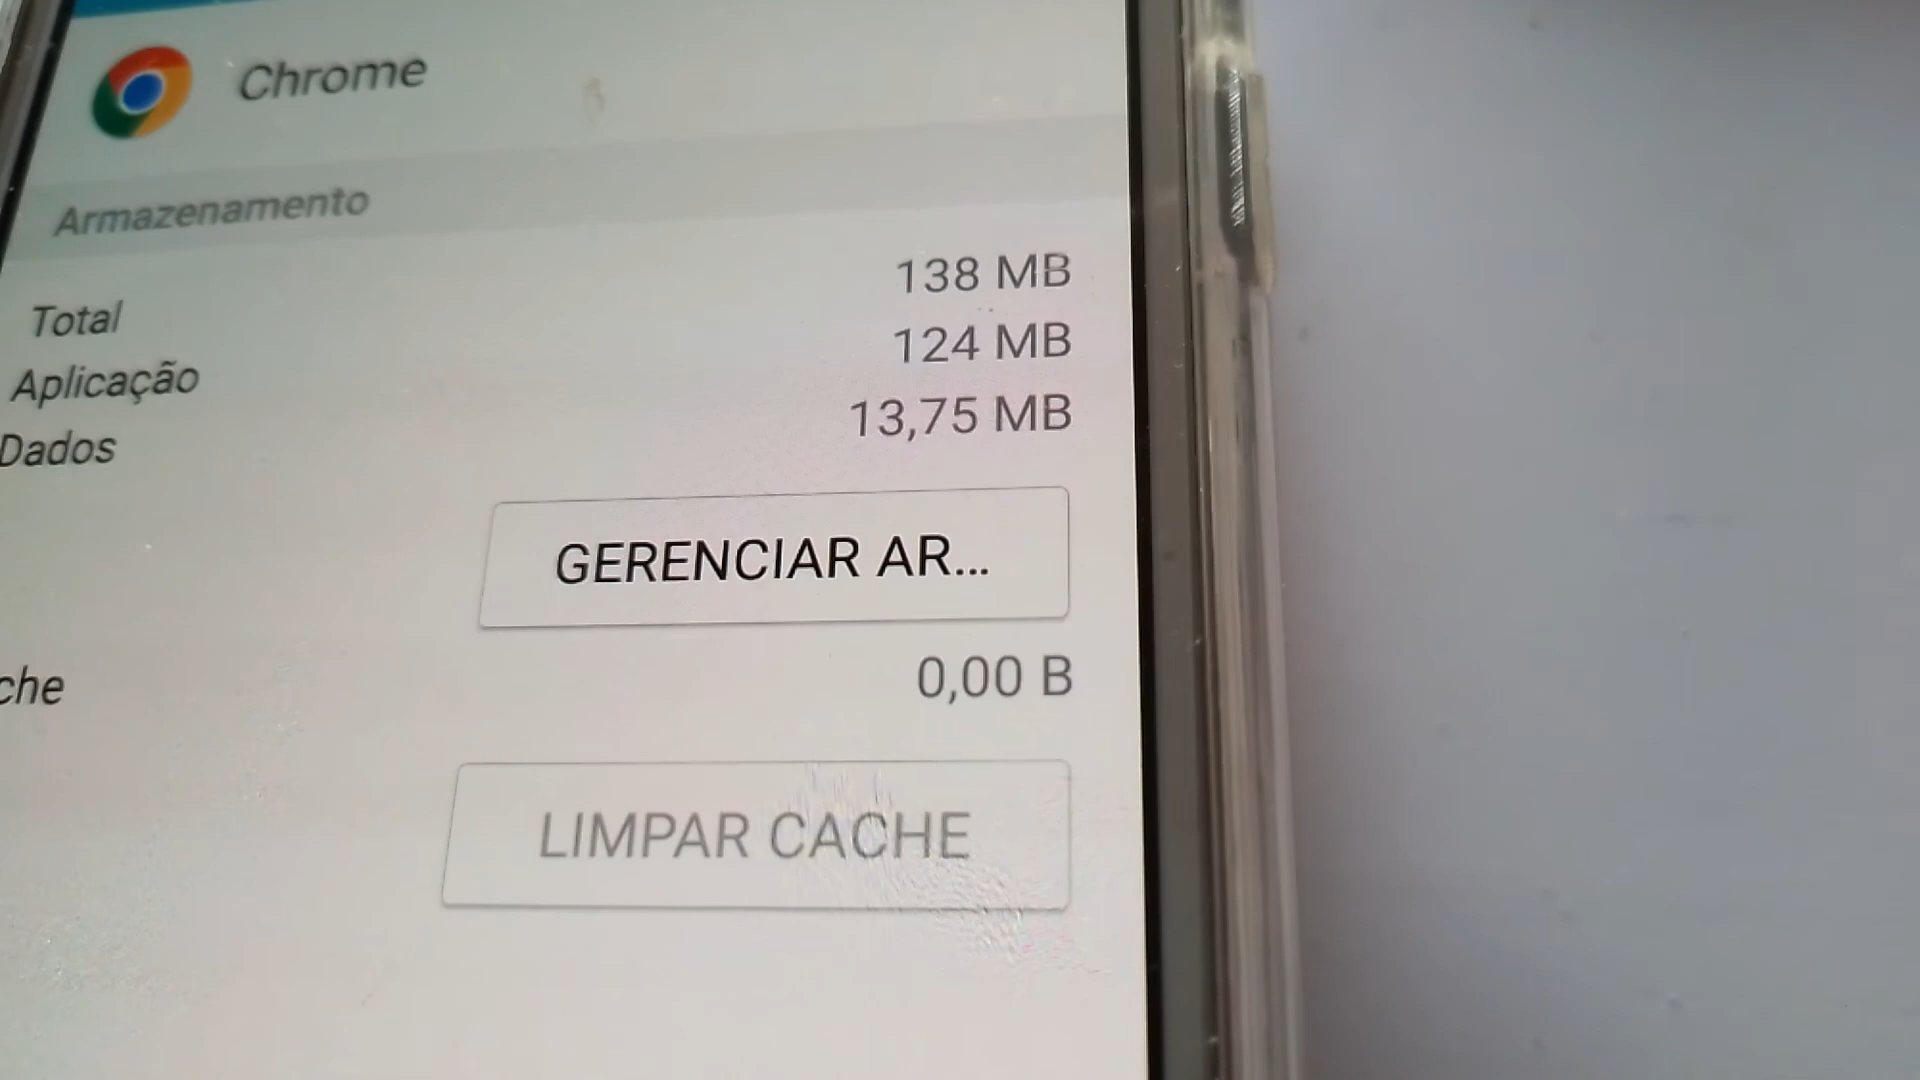 Chrome
Armazenamento
Total 138 MB
Aplicação 124 MB
Dados 13,75 MB
GERENCIAR AR...
che 0,00 B
LIMPAR CACHE